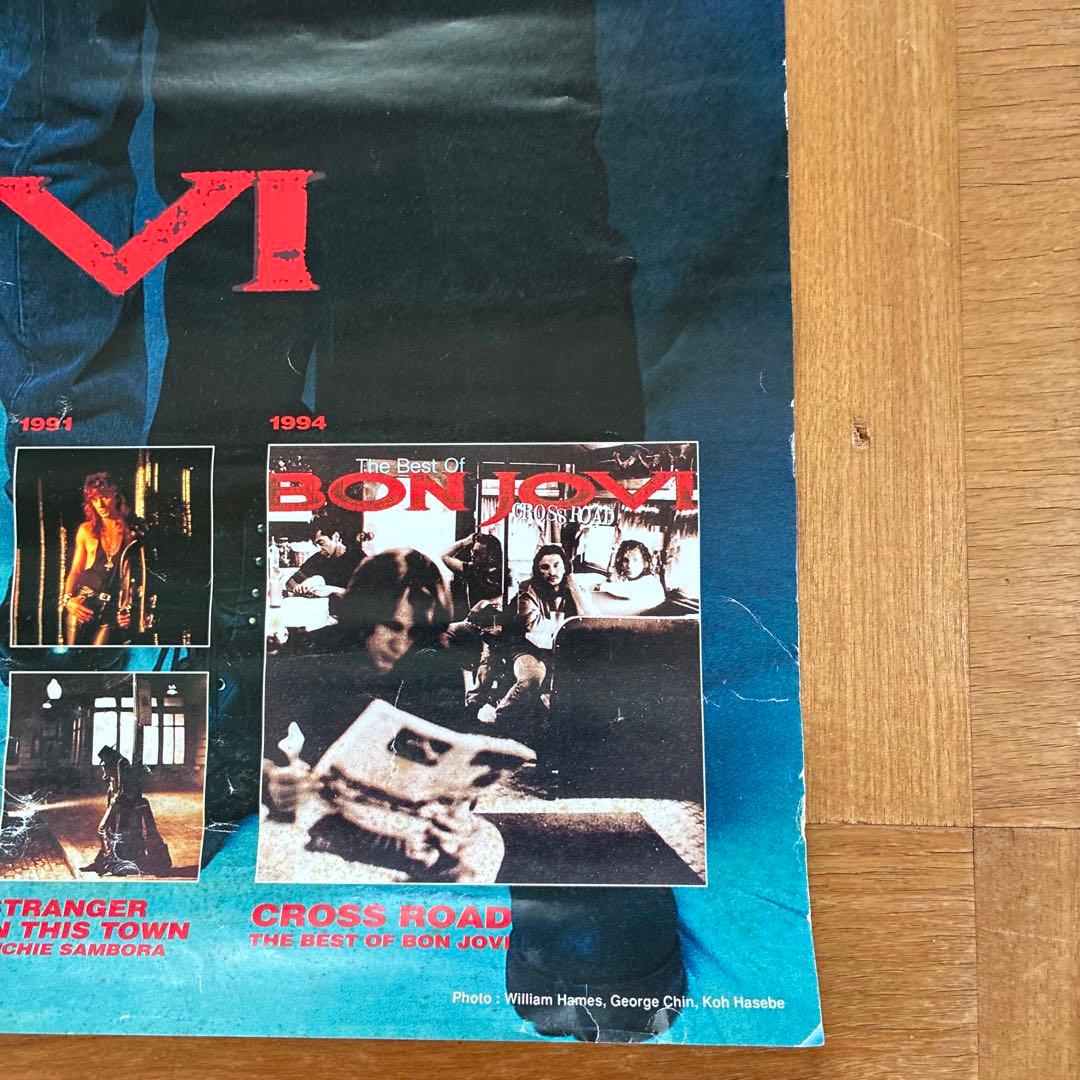 VI
1991
1994
The Best Of
BON JOVI
CROSS ROAD
STRANGER
N THIS TOWN
CHIE SAMBORA
CROSS ROAD
THE BEST OF BON JOVI
Photo : William Hames, George Chin, Koh Hasebe